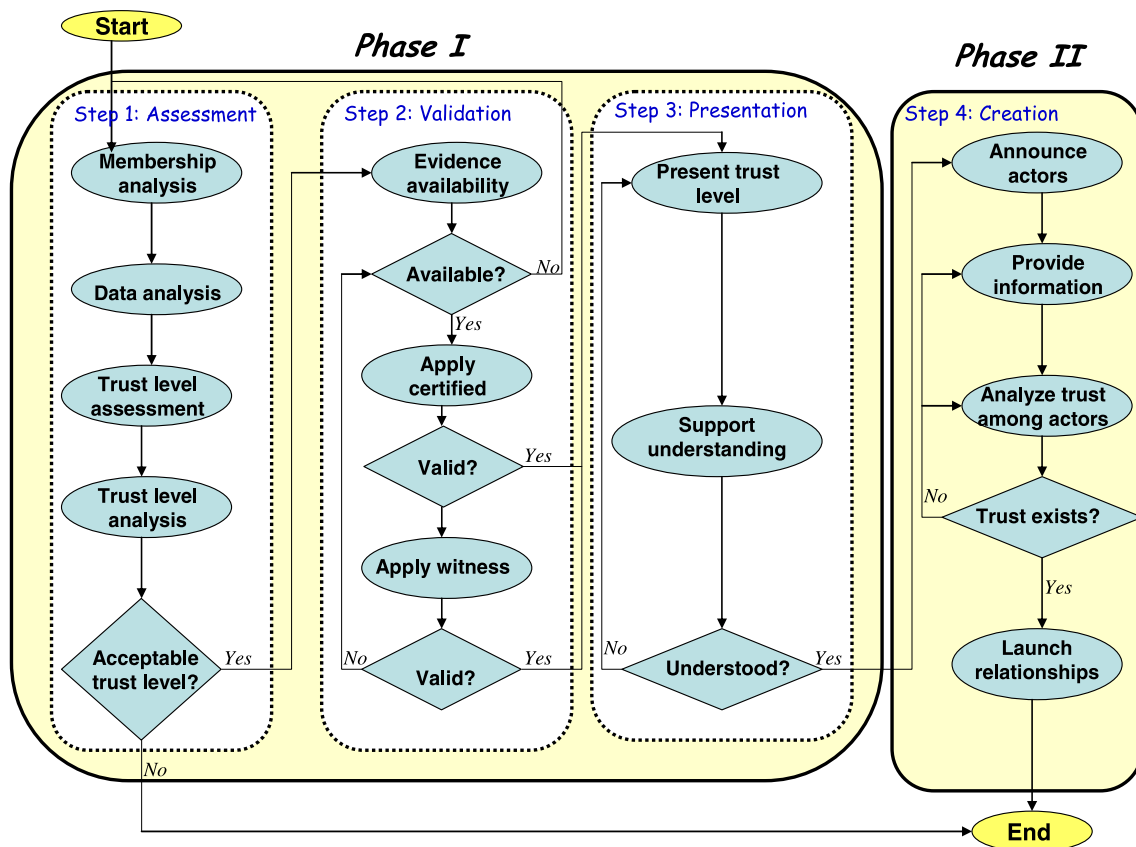 Start
Phase I
Phase II
Step 1: Assessment
Membership
analysis
Data analysis
Trust level
assessment
Trust level
analysis
Acceptable
trust level?
Yes
No
Step 2: Validation
Evidence
availability
Available?
No
Yes
Apply
certified
Valid?
Yes
Apply witness
Valid?
No
Yes
Step 3: Presentation
Present trust
level
Support
understanding
Understood?
No
Yes
Step 4: Creation
Announce
actors
Provide
information
Analyze trust
among actors
Trust exists?
No
Yes
Launch
relationships
End